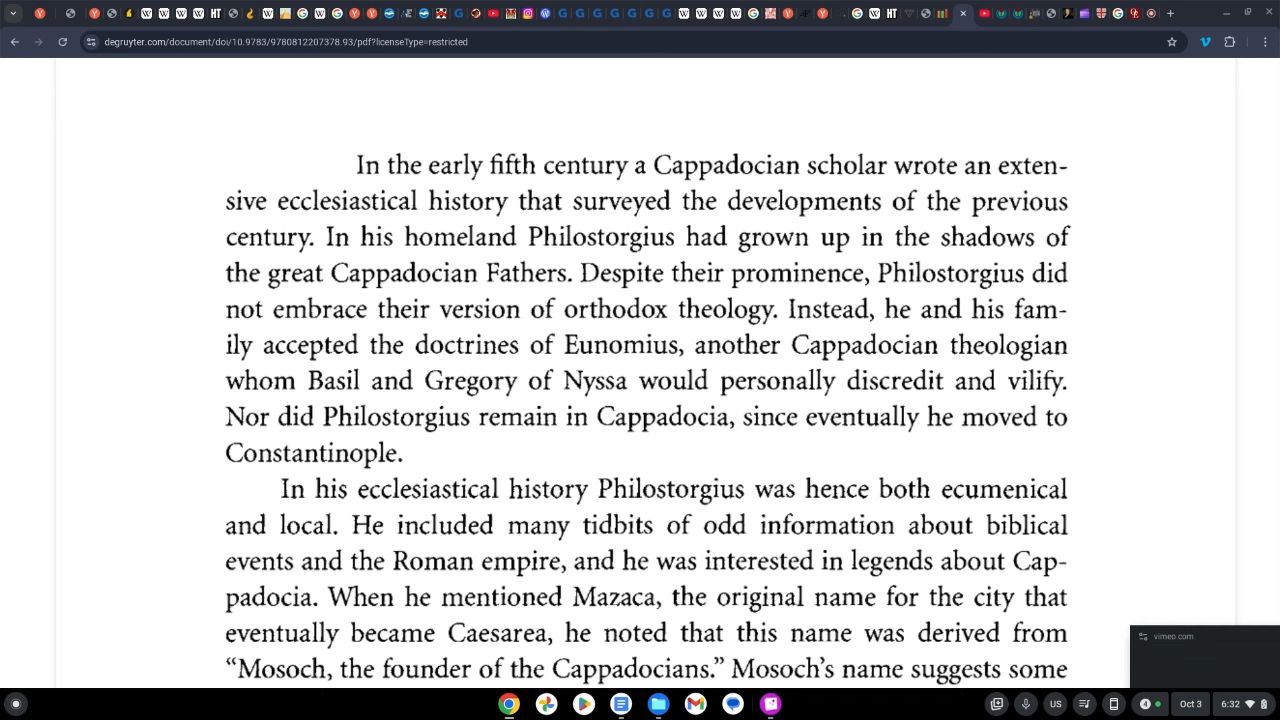 degruyter.com/document/doi/10.9783/9780812207378.93/pdf?licenseType=restricted
In the early fifth century a Cappadocian scholar wrote an exten-
sive ecclesiastical history that surveyed the developments of the previous
century. In his homeland Philostorgius had grown up in the shadows of
the great Cappadocian Fathers. Despite their prominence, Philostorgius did
not embrace their version of orthodox theology. Instead, he and his fam-
ily accepted the doctrines of Eunomius, another Cappadocian theologian
whom Basil and Gregory of Nyssa would personally discredit and vilify.
Nor did Philostorgius remain in Cappadocia, since eventually he moved to
Constantinople.
In his ecclesiastical history Philostorgius was hence both ecumenical
and local. He included many tidbits of odd information about biblical
events and the Roman empire, and he was interested in legends about Cap-
padocia. When he mentioned Mazaca, the original name for the city that
eventually became Caesarea, he noted that this name was derived from
“Mosoch, the founder of the Cappadocians.” Mosoch’s name suggests some
vimeo.com
US
4
Oct 3
6:32